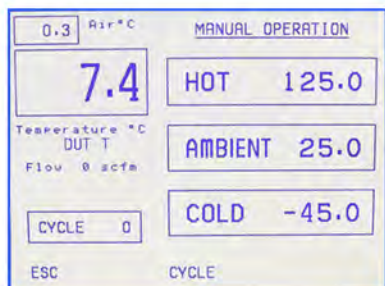 0.3 Air°C
7.4
Temperature °C
DUT T
Flow 0 scfm
CYCLE 0
ESC
MANUAL OPERATION
HOT 125.0
AMBIENT 25.0
COLD -45.0
CYCLE